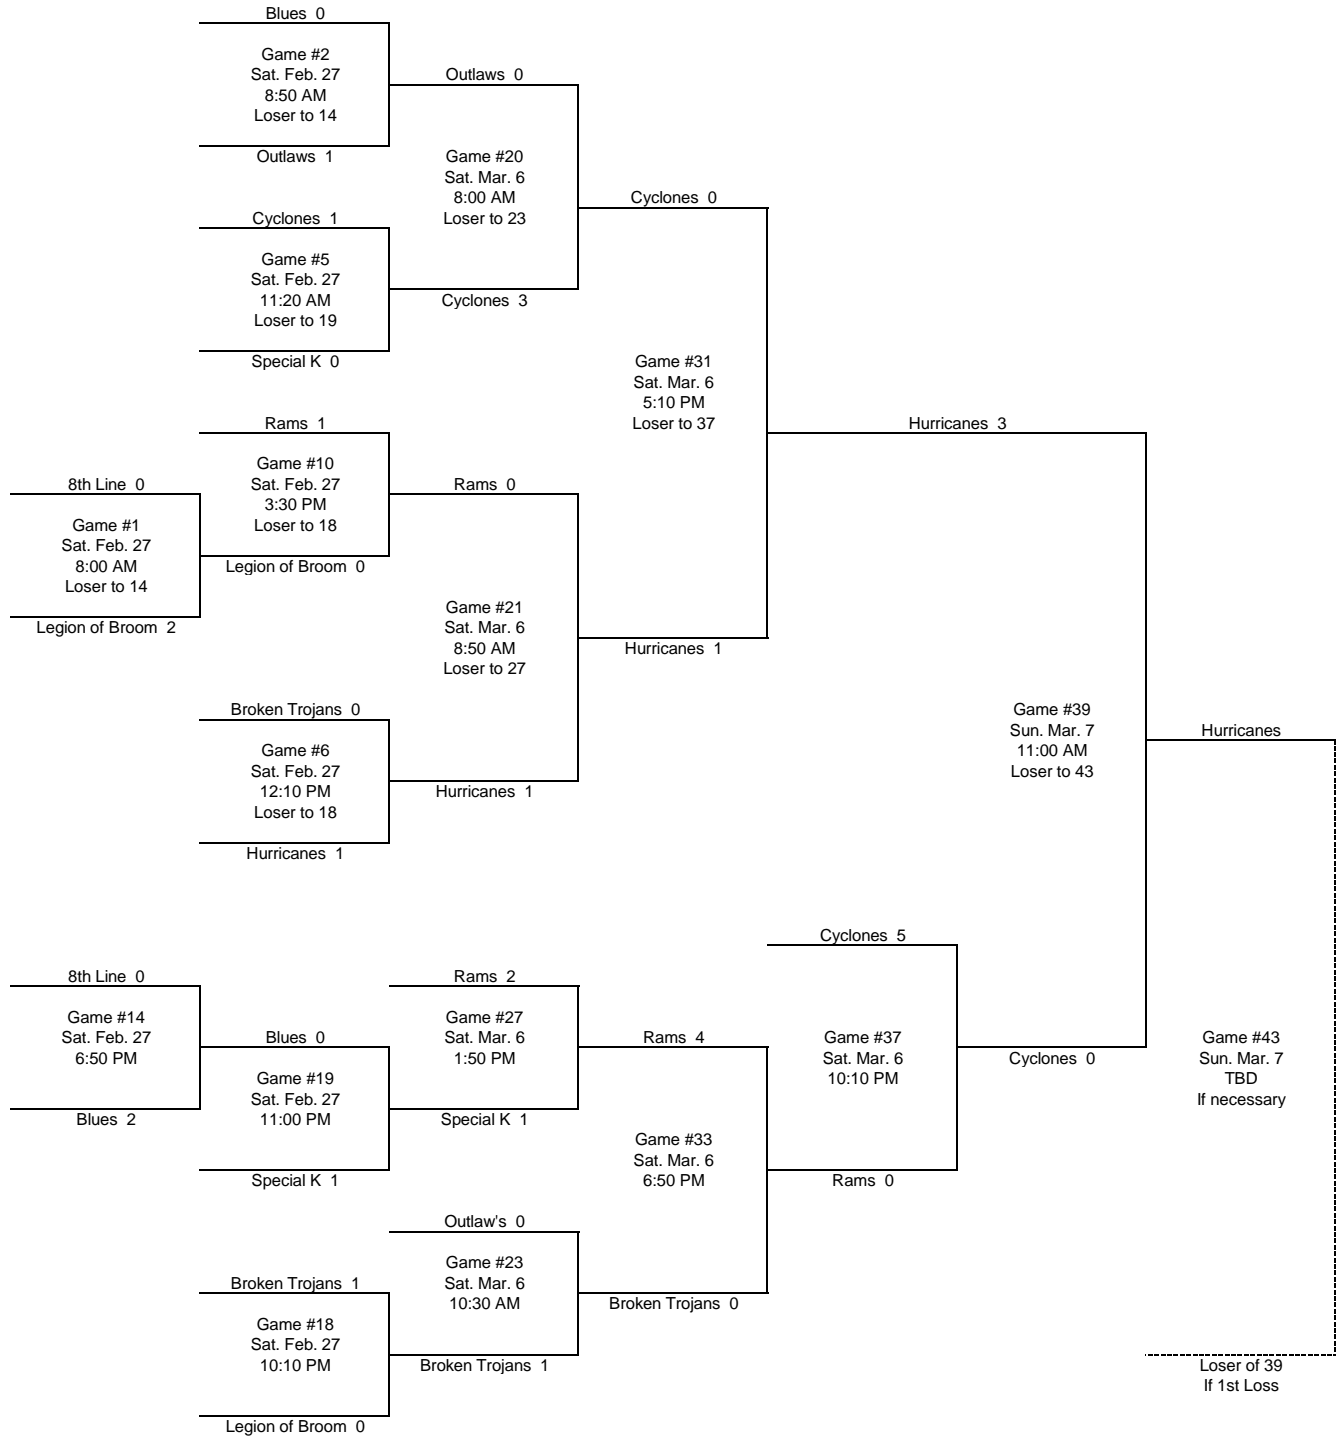 Blues 0
Game #2
Sat. Feb. 27
8:50 AM
Loser to 14
Outlaws 1
Outlaws 0
Game #20
Sat. Mar. 6
8:00 AM
Loser to 23
Cyclones 1
Game #5
Sat. Feb. 27
11:20 AM
Loser to 19
Special K 0
Cyclones 3
Cyclones 0
Game #31
Sat. Mar. 6
5:10 PM
Loser to 37
Rams 1
Game #10
Sat. Feb. 27
3:30 PM
Loser to 18
Legion of Broom 0
8th Line 0
Game #1
Sat. Feb. 27
8:00 AM
Loser to 14
Legion of Broom 2
Rams 0
Game #21
Sat. Mar. 6
8:50 AM
Loser to 27
Hurricanes 1
Broken Trojans 0
Game #6
Sat. Feb. 27
12:10 PM
Loser to 18
Hurricanes 1
Hurricanes 1
Hurricanes 3
Game #39
Sun. Mar. 7
11:00 AM
Loser to 43
Hurricanes
8th Line 0
Game #14
Sat. Feb. 27
6:50 PM
Blues 2
Blues 0
Game #19
Sat. Feb. 27
11:00 PM
Special K 1
Rams 2
Game #27
Sat. Mar. 6
1:50 PM
Special K 1
Rams 4
Game #33
Sat. Mar. 6
6:50 PM
Cyclones 5
Game #37
Sat. Mar. 6
10:10 PM
Rams 0
Cyclones 0
Game #43
Sun. Mar. 7
TBD
If necessary
Outlaw's 0
Game #23
Sat. Mar. 6
10:30 AM
Broken Trojans 1
Broken Trojans 0
Broken Trojans 1
Game #18
Sat. Feb. 27
10:10 PM
Legion of Broom 0
Loser of 39
If 1st Loss